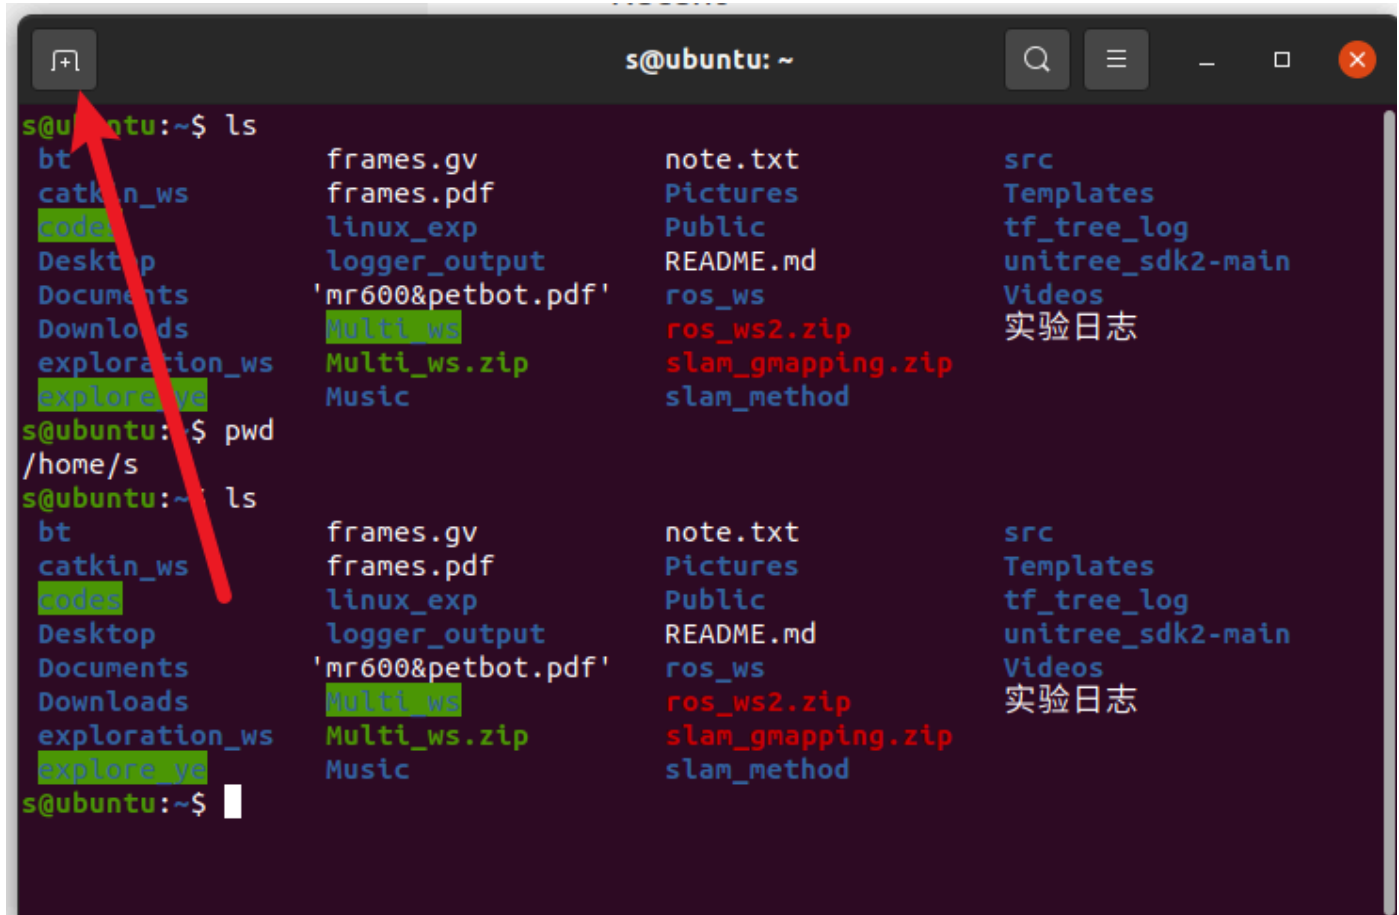 s@ubuntu: ~
s@ubuntu:~$ ls
bt frames.gv note.txt src
catkin_ws frames.pdf Pictures Templates
codes linux_exp Public tf_tree_log
Desktop logger_output README.md unitree_sdk2-main
Documents 'mr600&petbot.pdf' ros_ws Videos
Downloads Multi_ws ros_ws2.zip 实验日志
exploration_ws Multi_ws.zip slam_gmapping.zip
explore_ye Music slam_method
s@ubuntu:~$ pwd
/home/s
s@ubuntu:~$ ls
bt frames.gv note.txt src
catkin_ws frames.pdf Pictures Templates
codes linux_exp Public tf_tree_log
Desktop logger_output README.md unitree_sdk2-main
Documents 'mr600&petbot.pdf' ros_ws Videos
Downloads Multi_ws ros_ws2.zip 实验日志
exploration_ws Multi_ws.zip slam_gmapping.zip
explore_ye Music slam_method
s@ubuntu:~$